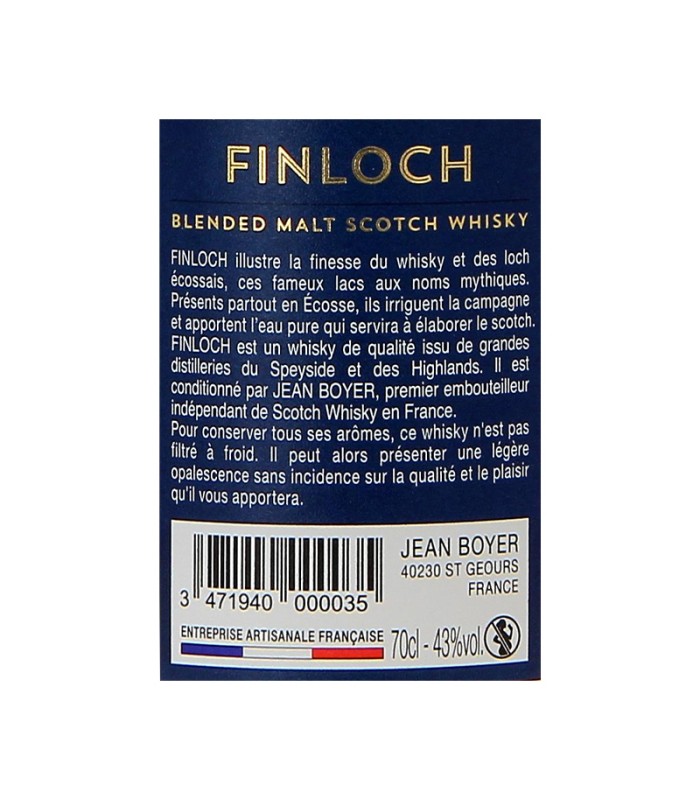 FINLOCH
BLENDED MALT SCOTCH WHISKY
FINLOCH illustre la finesse du whisky et des loch
écossais, ces fameux lacs aux noms mythiques.
Présents partout en Écosse, ils irriguent la campagne
et apportent l'eau pure qui servira à élaborer le scotch.
FINLOCH est un whisky de qualité issu de grandes
distilleries du Speyside et des Highlands. Il est
conditionné par JEAN BOYER, premier embouteilleur
indépendant de Scotch Whisky en France.
Pour conserver tous ses arômes, ce whisky n'est pas
filtré à froid. Il peut alors présenter une légère
opalescence sans incidence sur la qualité et le plaisir
qu'il vous apportera.
JEAN BOYER
40230 ST GEOURS
FRANCE
3 471940 000035
ENTREPRISE ARTISANALE FRANÇAISE
70cl - 43%vol.